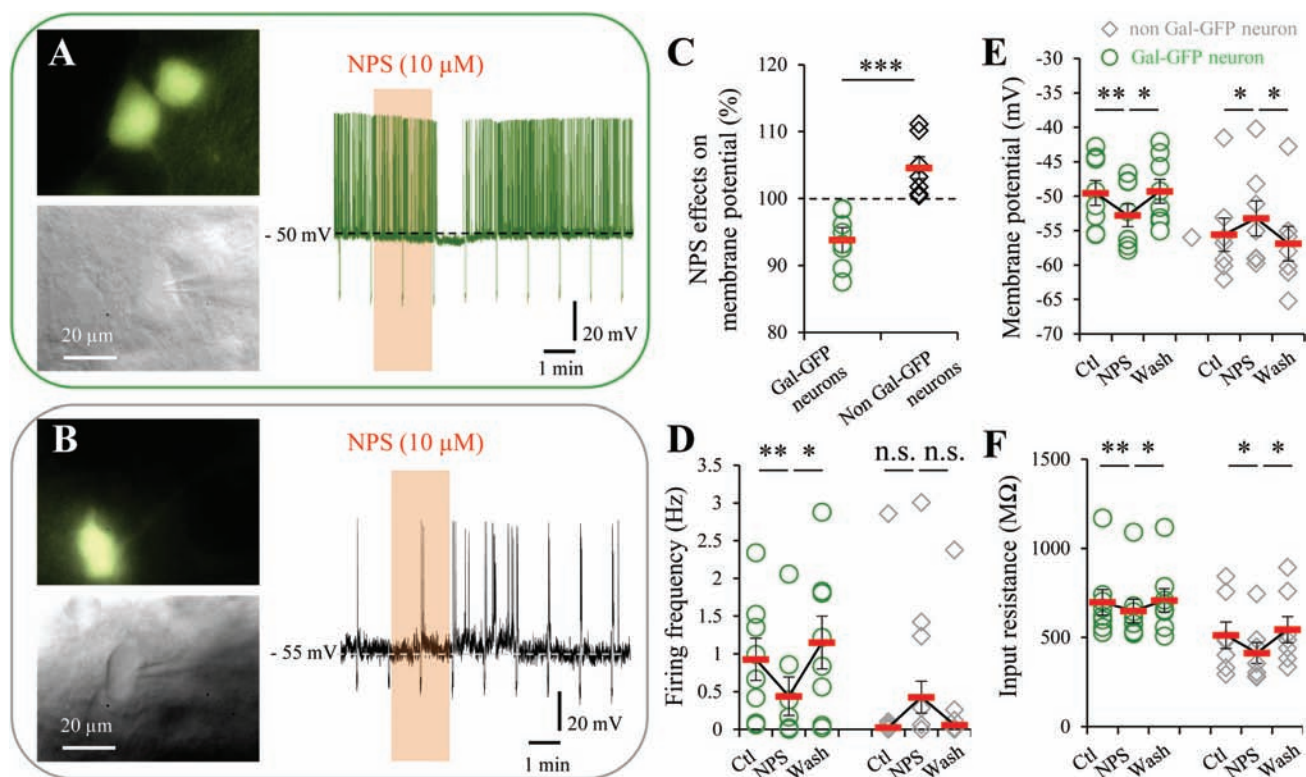 A
NPS (10 µM)
- 50 mV
20 µm
20 mV
1 min
B
NPS (10 µM)
- 55 mV
20 µm
20 mV
1 min
C
***
NPS effects on
membrane potential (%)
120
110
100
90
80
Gal-GFP
neurons
Non Gal-GFP
neurons
D
** * n.s. n.s.
Firing frequency (Hz)
3.5
3
2.5
2
1.5
1
0.5
0
Ctl NPS Wash Ctl NPS Wash
E
non Gal-GFP neuron
Gal-GFP neuron
** * * *
Membrane potential (mV)
-30
-35
-40
-45
-50
-55
-60
-65
-70
Ctl NPS Wash Ctl NPS Wash
F
** * * *
Input resistance (MΩ)
1500
1000
500
0
Ctl NPS Wash Ctl NPS Wash